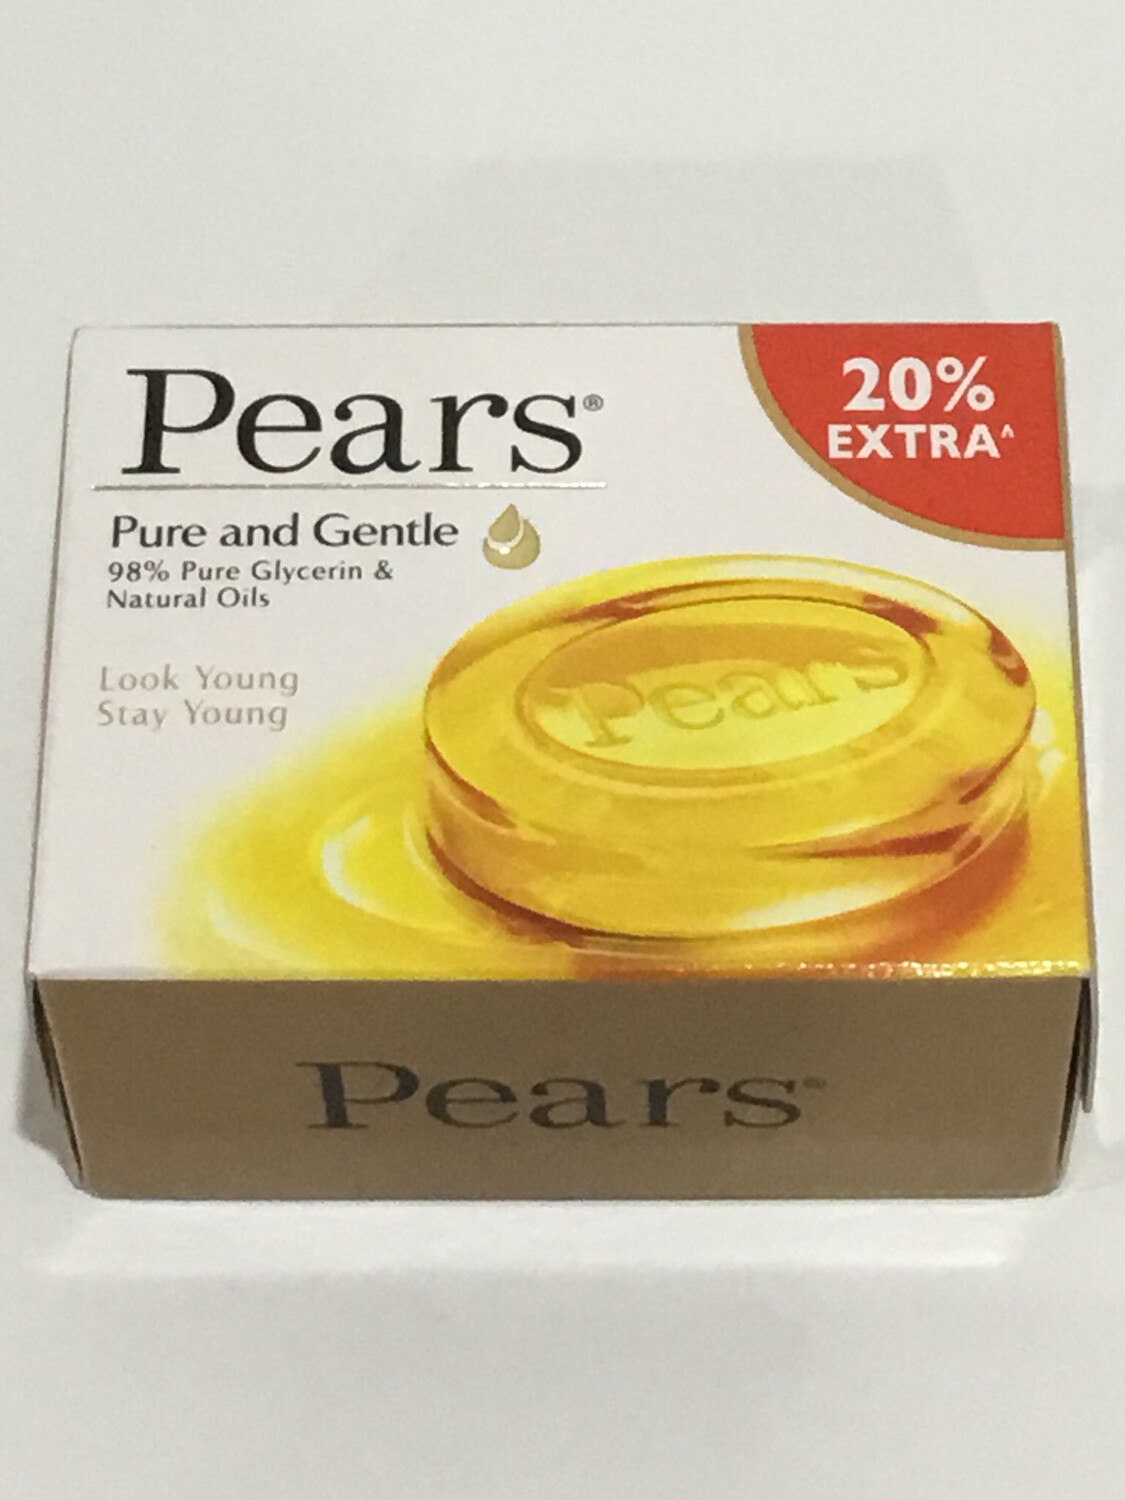 Pears®
20%
EXTRA^
Pure and Gentle
98% Pure Glycerin &
Natural Oils
Look Young
Stay Young
Pears
Pears®